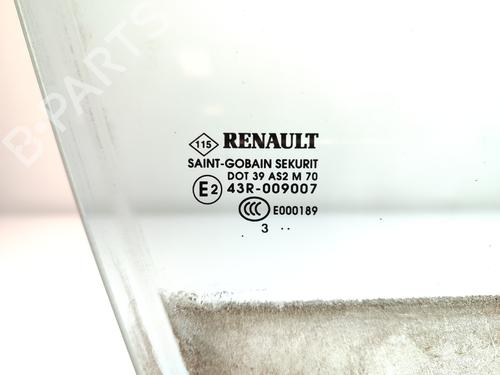 B-PARTS
115 RENAULT
SAINT-GOBAIN SEKURIT
DOT 39 AS2 M 70
E2 43R-009007
CCC E000189
3 ..